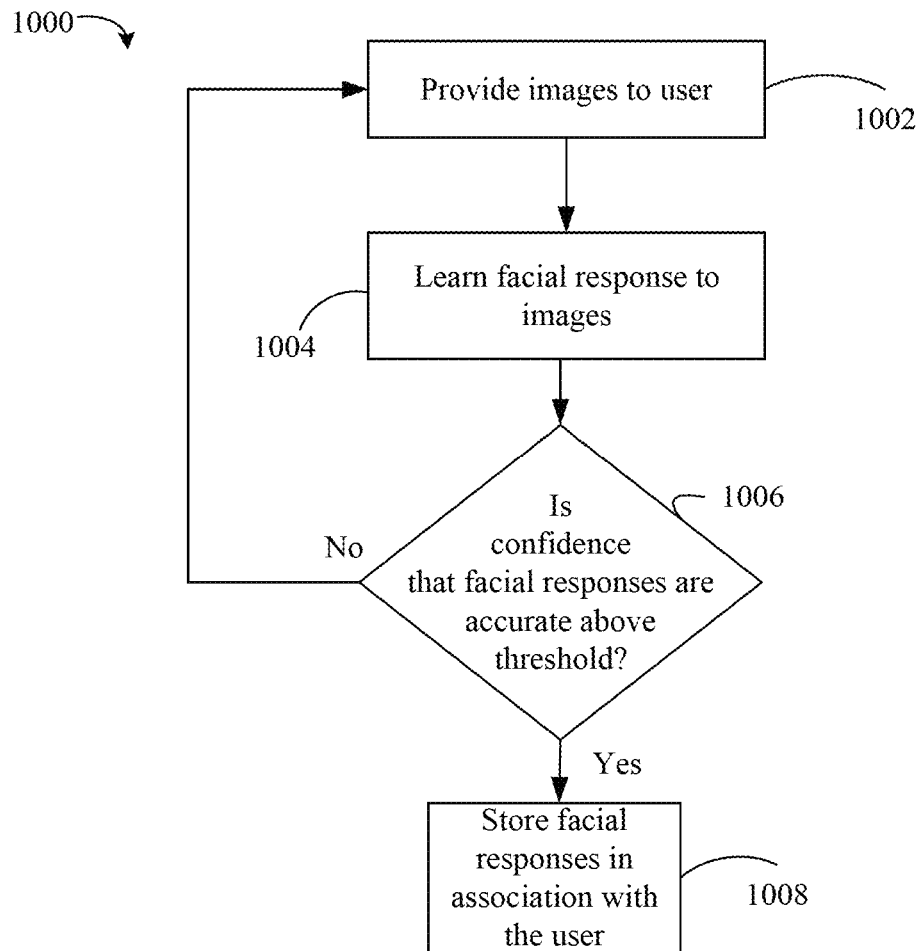 1000
Provide images to user
1002
Learn facial response to
images
1004
Is
confidence
that facial responses are
accurate above
threshold?
1006
No
Yes
Store facial
responses in
association with
the user
1008